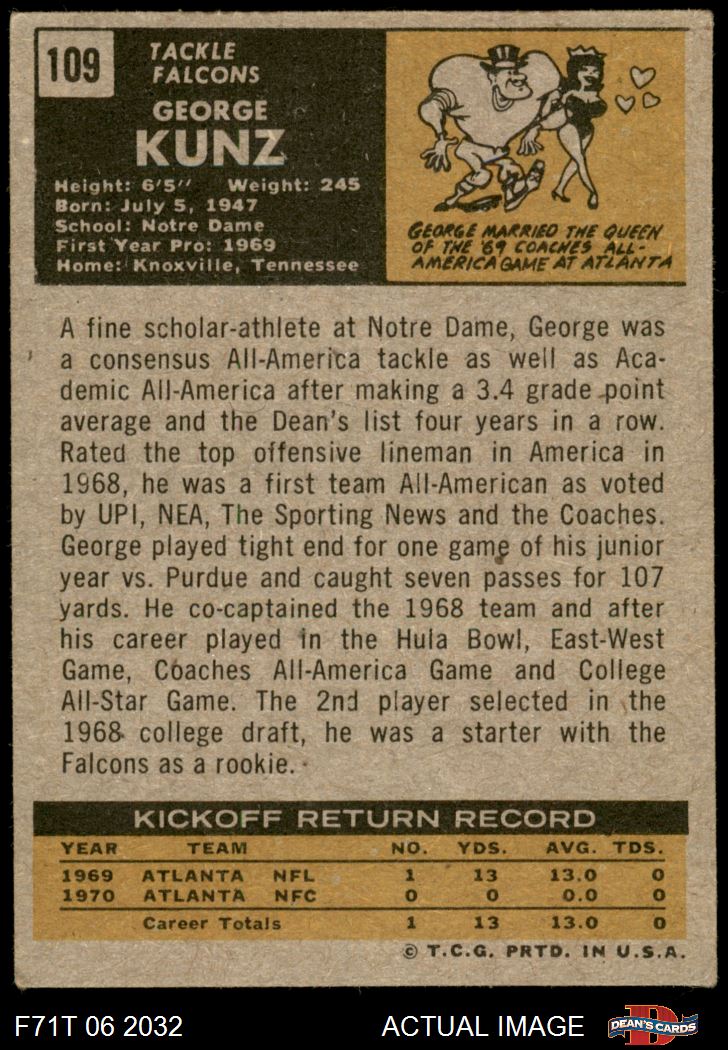 109
TACKLE
FALCONS
GEORGE
KUNZ
Height: 6'5" Weight: 245
Born: July 5, 1947
School: Notre Dame
First Year Pro: 1969
Home: Knoxville, Tennessee
GEORGE MARRIED THE QUEEN
OF THE '69 COACHES ALL-
AMERICA GAME AT ATLANTA
A fine scholar-athlete at Notre Dame, George was
a consensus All-America tackle as well as Aca-
demic All-America after making a 3.4 grade point
average and the Dean's list four years in a row.
Rated the top offensive lineman in America in
1968, he was a first team All-American as voted
by UPI, NEA, The Sporting News and the Coaches.
George played tight end for one game of his junior
year vs. Purdue and caught seven passes for 107
yards. He co-captained the 1968 team and after
his career played in the Hula Bowl, East-West
Game, Coaches All-America Game and College
All-Star Game. The 2nd player selected in the
1968 college draft, he was a starter with the
Falcons as a rookie.
KICKOFF RETURN RECORD
YEAR TEAM NO. YDS. AVG. TDS.
1969 ATLANTA NFL 1 13 13.0 0
1970 ATLANTA NFC 0 0 0.0 0
Career Totals 1 13 13.0 0
© T.C.G. PRTD. IN U.S.A.
F71T 06 2032 ACTUAL IMAGE D DEAN'S CARDS